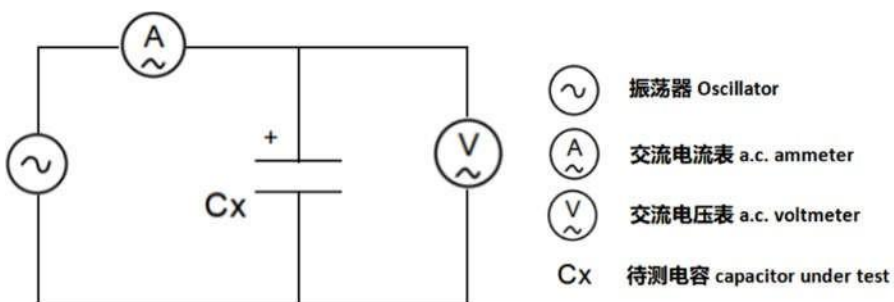 A
~
+
V
~
Cx
~
振荡器 Oscillator
A
~
交流电流表 a.c. ammeter
V
~
交流电压表 a.c. voltmeter
Cx 待测电容 capacitor under test